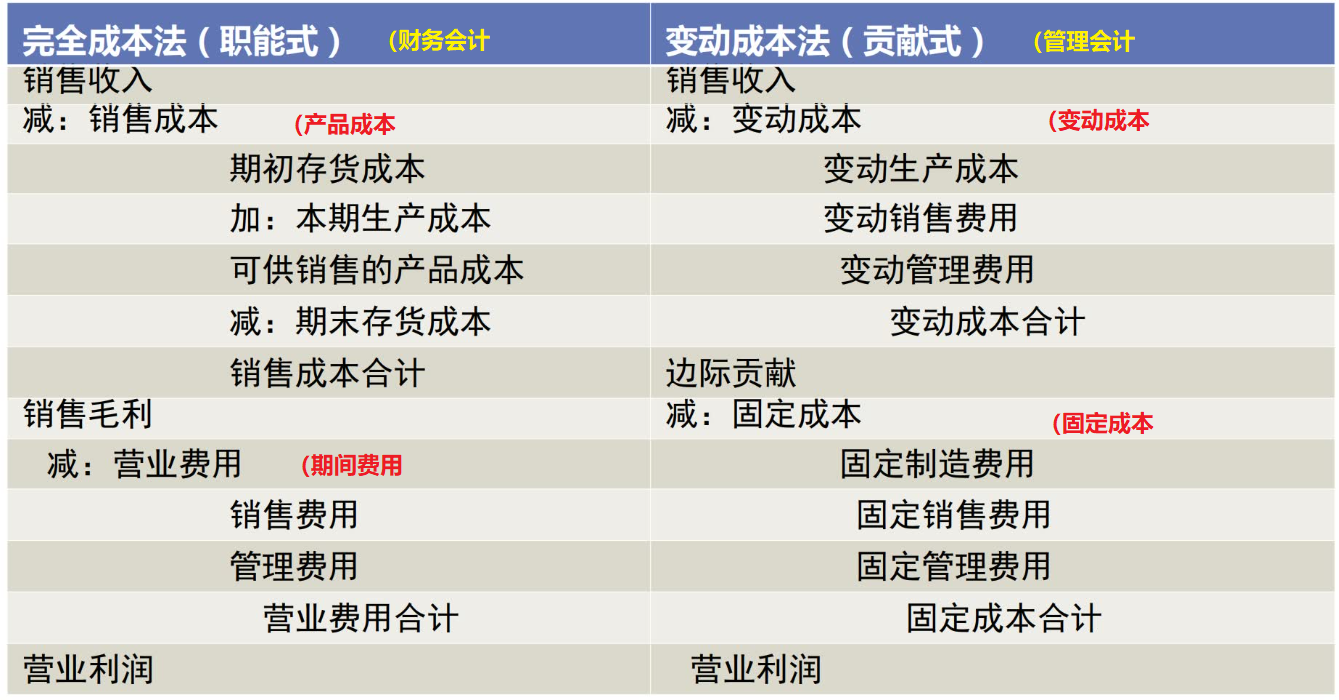 完全成本法（职能式） (财务会计
变动成本法（贡献式） (管理会计
销售收入
销售收入
减：销售成本 (产品成本
减：变动成本 (变动成本
期初存货成本
变动生产成本
加：本期生产成本
变动销售费用
可供销售的产品成本
变动管理费用
减：期末存货成本
变动成本合计
销售成本合计
边际贡献
销售毛利
减：固定成本 (固定成本
减：营业费用 (期间费用
固定制造费用
销售费用
固定销售费用
管理费用
固定管理费用
营业费用合计
固定成本合计
营业利润
营业利润